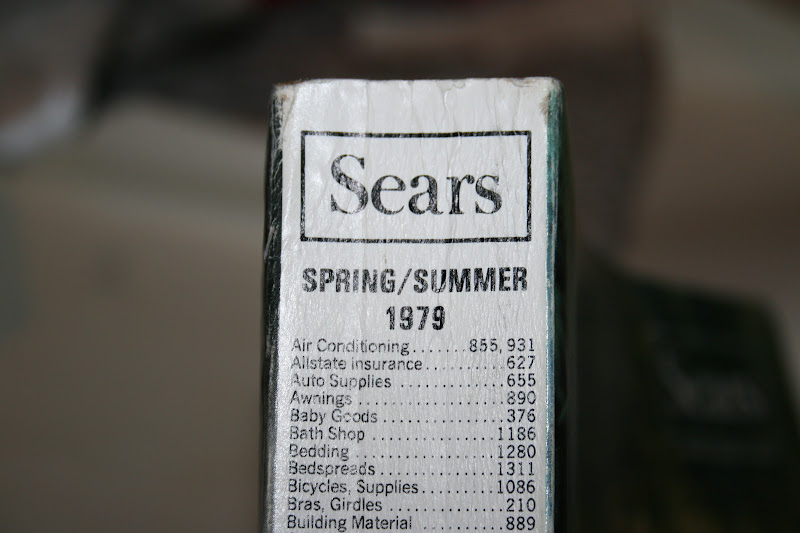 Sears
SPRING/SUMMER
1979
Air Conditioning.......855, 931
Allstate Insurance..........627
Auto Supplies .............655
Awnings ..................890
Baby Goods ...............376
Bath Shop ...............1186
Bedding .................1280
Bedspreads..............1311
Bicycles, Supplies.........1086
Bras, Girdles ..............210
Building Material ..........889
Sears